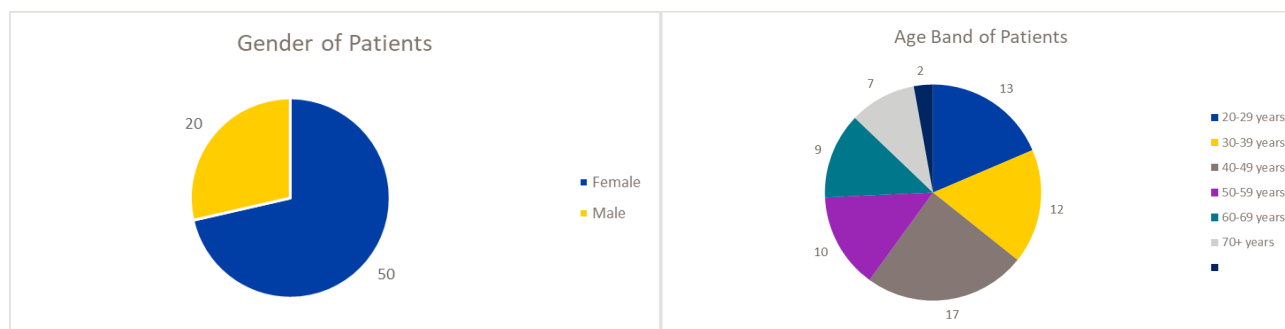 Gender of Patients
20
50
Female
Male
Age Band of Patients
2
7
13
9
12
10
17
20-29 years
30-39 years
40-49 years
50-59 years
60-69 years
70+ years